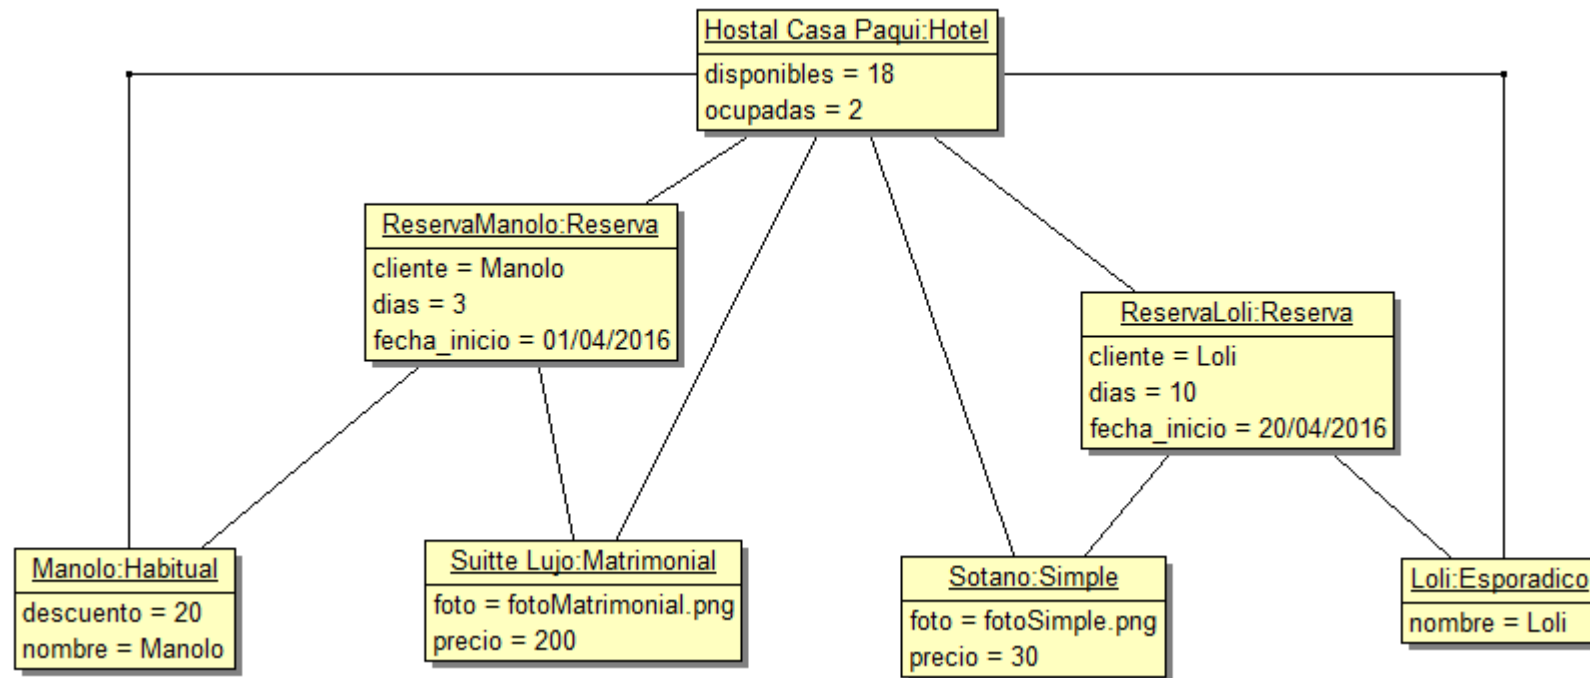 Hostal Casa Paqui:Hotel
disponibles = 18
ocupadas = 2
ReservaManolo:Reserva
cliente = Manolo
dias = 3
fecha_inicio = 01/04/2016
ReservaLoli:Reserva
cliente = Loli
dias = 10
fecha_inicio = 20/04/2016
Manolo:Habitual
descuento = 20
nombre = Manolo
Suitte Lujo:Matrimonial
foto = fotoMatrimonial.png
precio = 200
Sotano:Simple
foto = fotoSimple.png
precio = 30
Loli:Esporadico
nombre = Loli